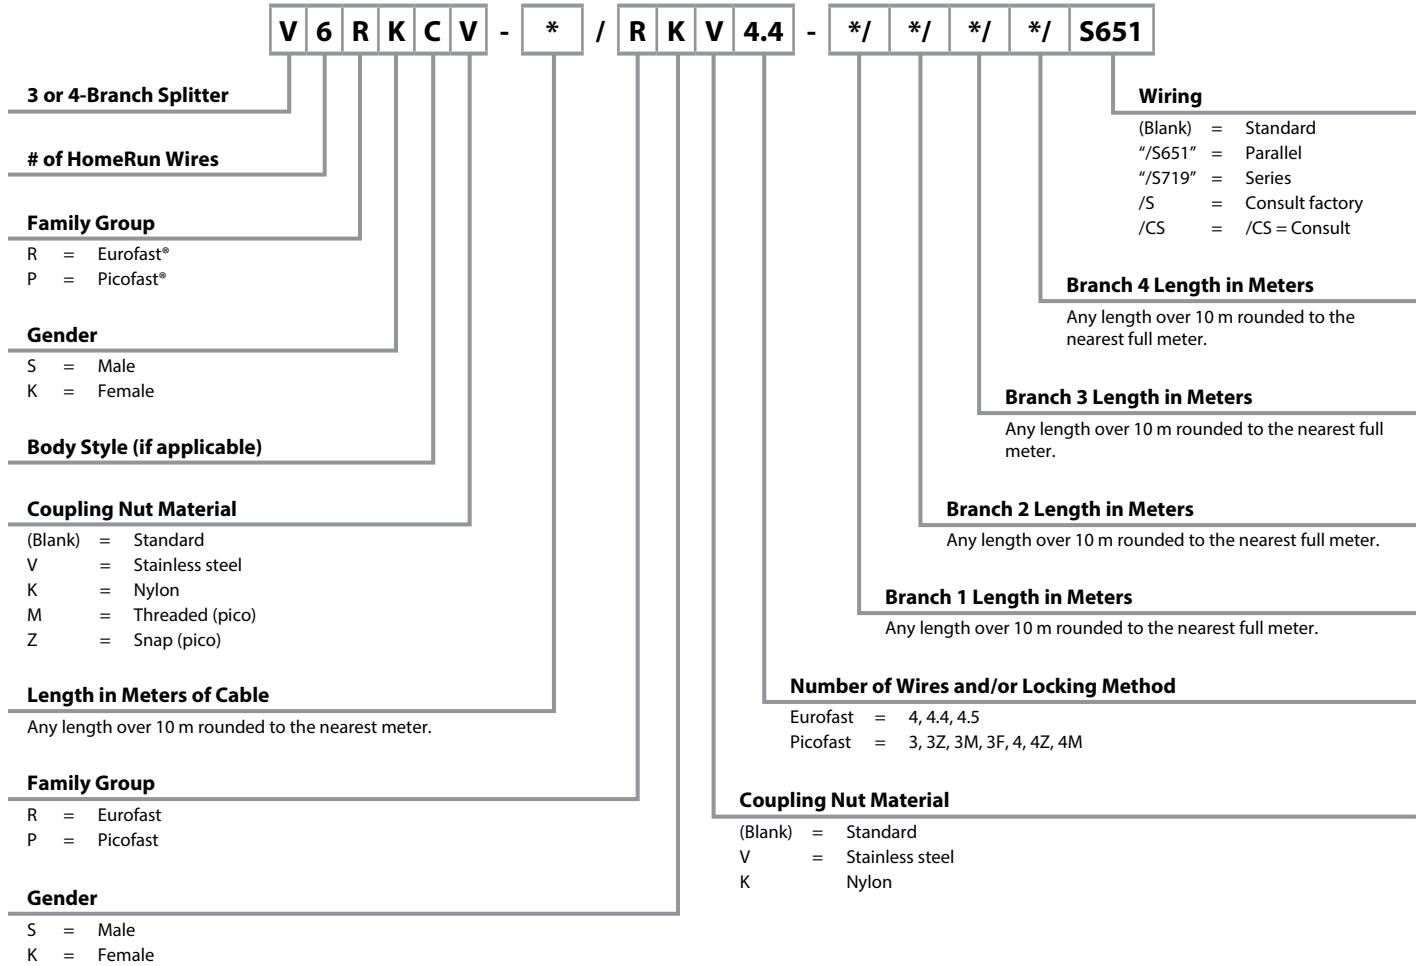 V 6 R K C V - * / R K V 4.4 - */ */ */ */ S651
3 or 4-Branch Splitter
# of HomeRun Wires
Family Group
R = Eurofast®
P = Picofast®
Gender
S = Male
K = Female
Body Style (if applicable)
Coupling Nut Material
(Blank) = Standard
V = Stainless steel
K = Nylon
M = Threaded (pico)
Z = Snap (pico)
Length in Meters of Cable
Any length over 10 m rounded to the nearest meter.
Family Group
R = Eurofast
P = Picofast
Gender
S = Male
K = Female
Wiring
(Blank) = Standard
“/S651” = Parallel
“/S719” = Series
/S = Consult factory
/CS = /CS = Consult
Branch 4 Length in Meters
Any length over 10 m rounded to the
nearest full meter.
Branch 3 Length in Meters
Any length over 10 m rounded to the nearest full
meter.
Branch 2 Length in Meters
Any length over 10 m rounded to the nearest full meter.
Branch 1 Length in Meters
Any length over 10 m rounded to the nearest full meter.
Number of Wires and/or Locking Method
Eurofast = 4, 4.4, 4.5
Picofast = 3, 3Z, 3M, 3F, 4, 4Z, 4M
Coupling Nut Material
(Blank) = Standard
V = Stainless steel
K Nylon